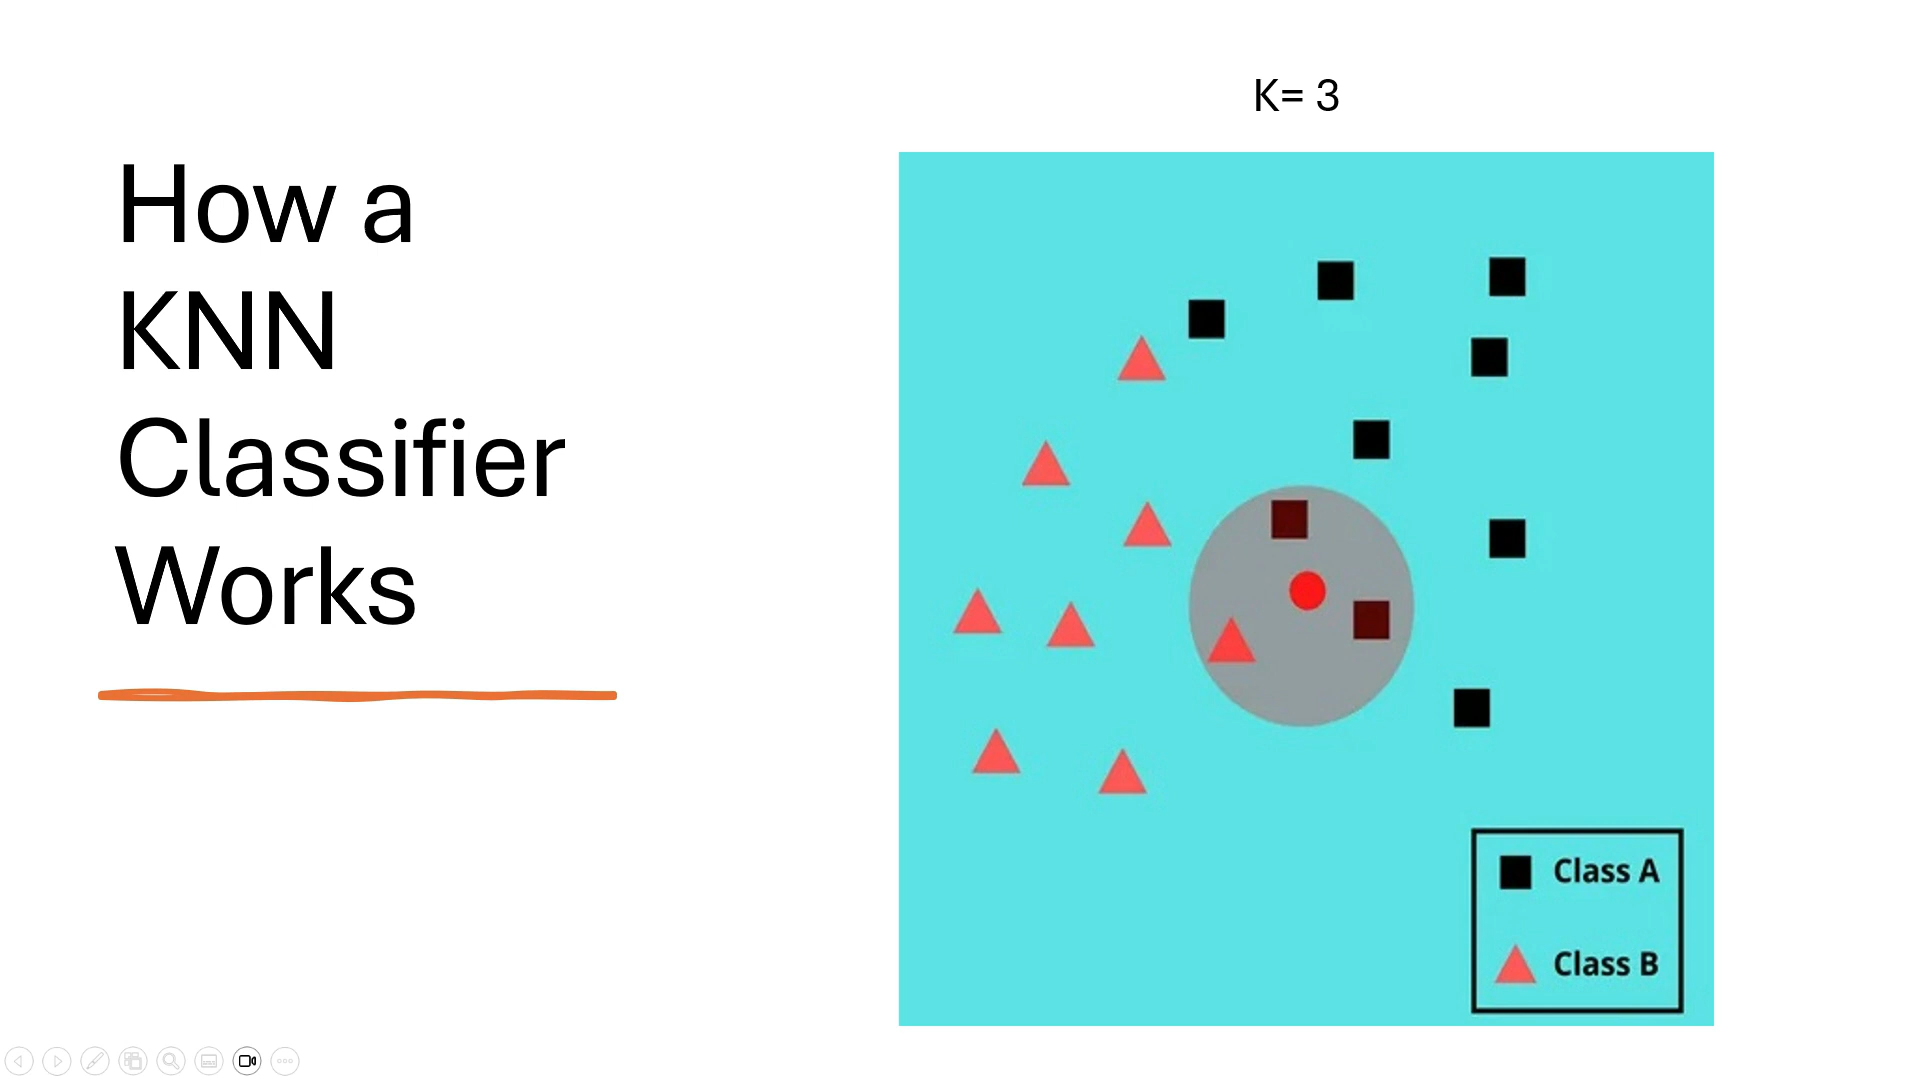 How a
KNN
Classifier
Works
K= 3
Class A
Class B